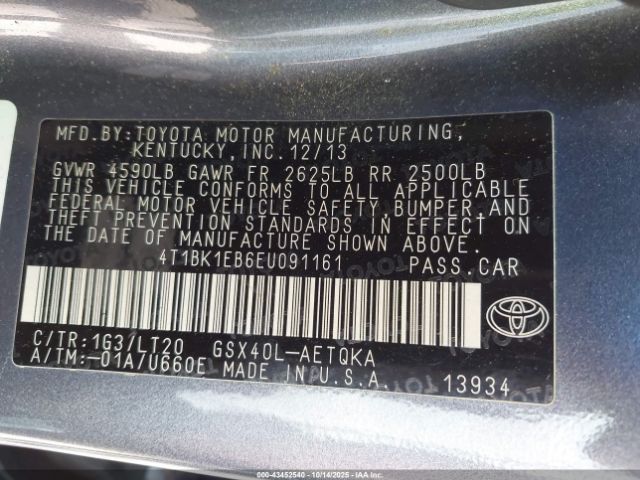 MFD.BY:TOYOTA MOTOR MANUFACTURING,
KENTUCKY,INC.12/13
GVWR 4590LB GAWR FR 2625LB RR 2500LB
THIS VEHICLE CONFORMS TO ALL APPLICABLE
FEDERAL MOTOR VEHICLE SAFETY,BUMPER,AND
THEFT PREVENTION STANDARDS IN EFFECT ON
THE DATE OF MANUFACTURE SHOWN ABOVE.
4T1BK1EB6EU091161 PASS.CAR
C/TR:1G3/LT20 GSX40L-AETQKA
A/TM:-01A/U660E MADE IN U.S.A. 13934
000-43452540 - 10/14/2025 - IAAI.COM